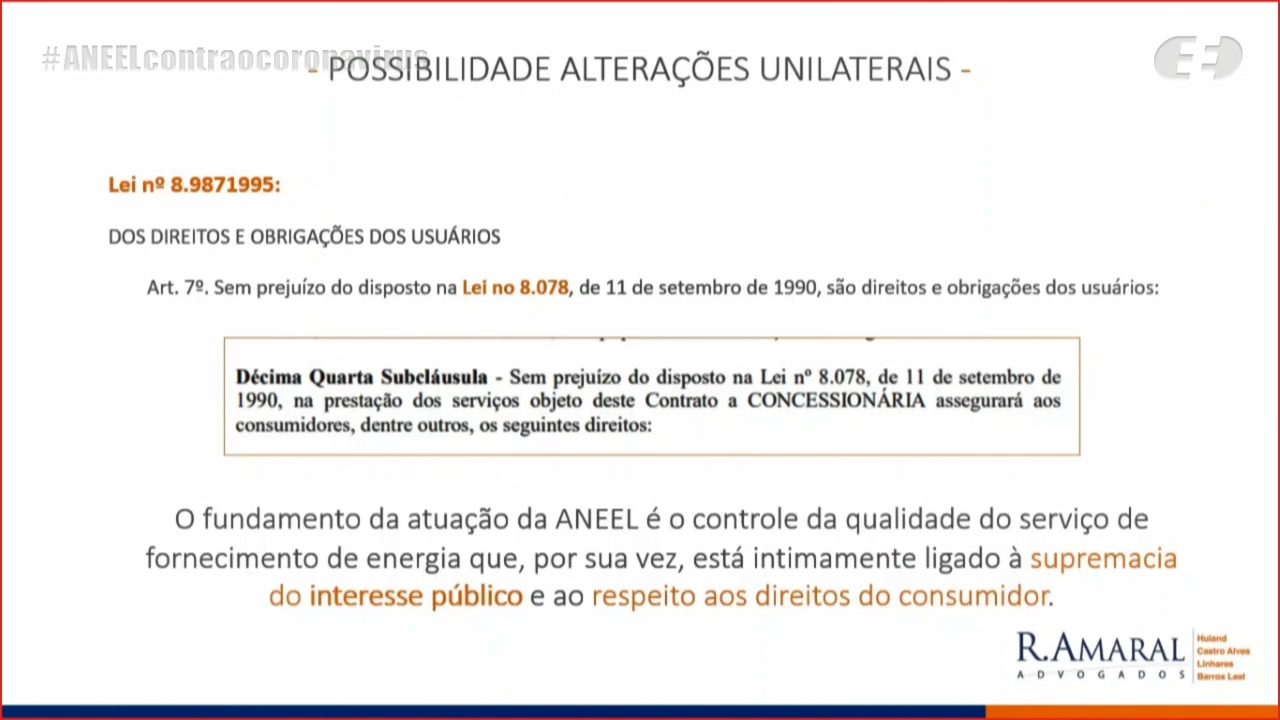 #ANEELcontraocoronavirus
- POSSIBILIDADE ALTERAÇÕES UNILATERAIS -
Lei nº 8.9871995:
DOS DIREITOS E OBRIGAÇÕES DOS USUÁRIOS
Art. 7º. Sem prejuízo do disposto na Lei no 8.078, de 11 de setembro de 1990, são direitos e obrigações dos usuários:
Décima Quarta Subcláusula - Sem prejuízo do disposto na Lei nº 8.078, de 11 de setembro de
1990, na prestação dos serviços objeto deste Contrato a CONCESSIONÁRIA assegurará aos
consumidores, dentre outros, os seguintes direitos:
O fundamento da atuação da ANEEL é o controle da qualidade do serviço de
fornecimento de energia que, por sua vez, está intimamente ligado à supremacia
do interesse público e ao respeito aos direitos do consumidor.
R.AMARAL
ADVOGADOS
Huland
Castro Alves
Linhares
Barros Leal